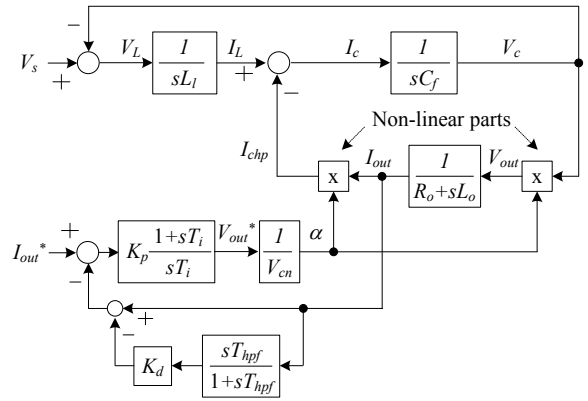 −
V_s
+
V_L
1
sL_l
I_L
+
−
I_c
1
sC_f
V_c
Non-linear parts
I_chp
x
I_out
1
R_o+sL_o
V_out
x
I_out*
+
−
K_p 1+sT_i
sT_i
V_out*
1
V_cn
α
+
−
K_d
sT_hpf
1+sT_hpf